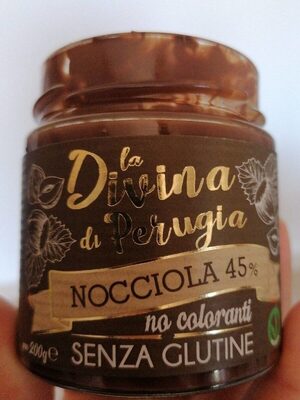 la
Divina
di Perugia
NOCCIOLA 45%
no coloranti
SENZA GLUTINE
200g e